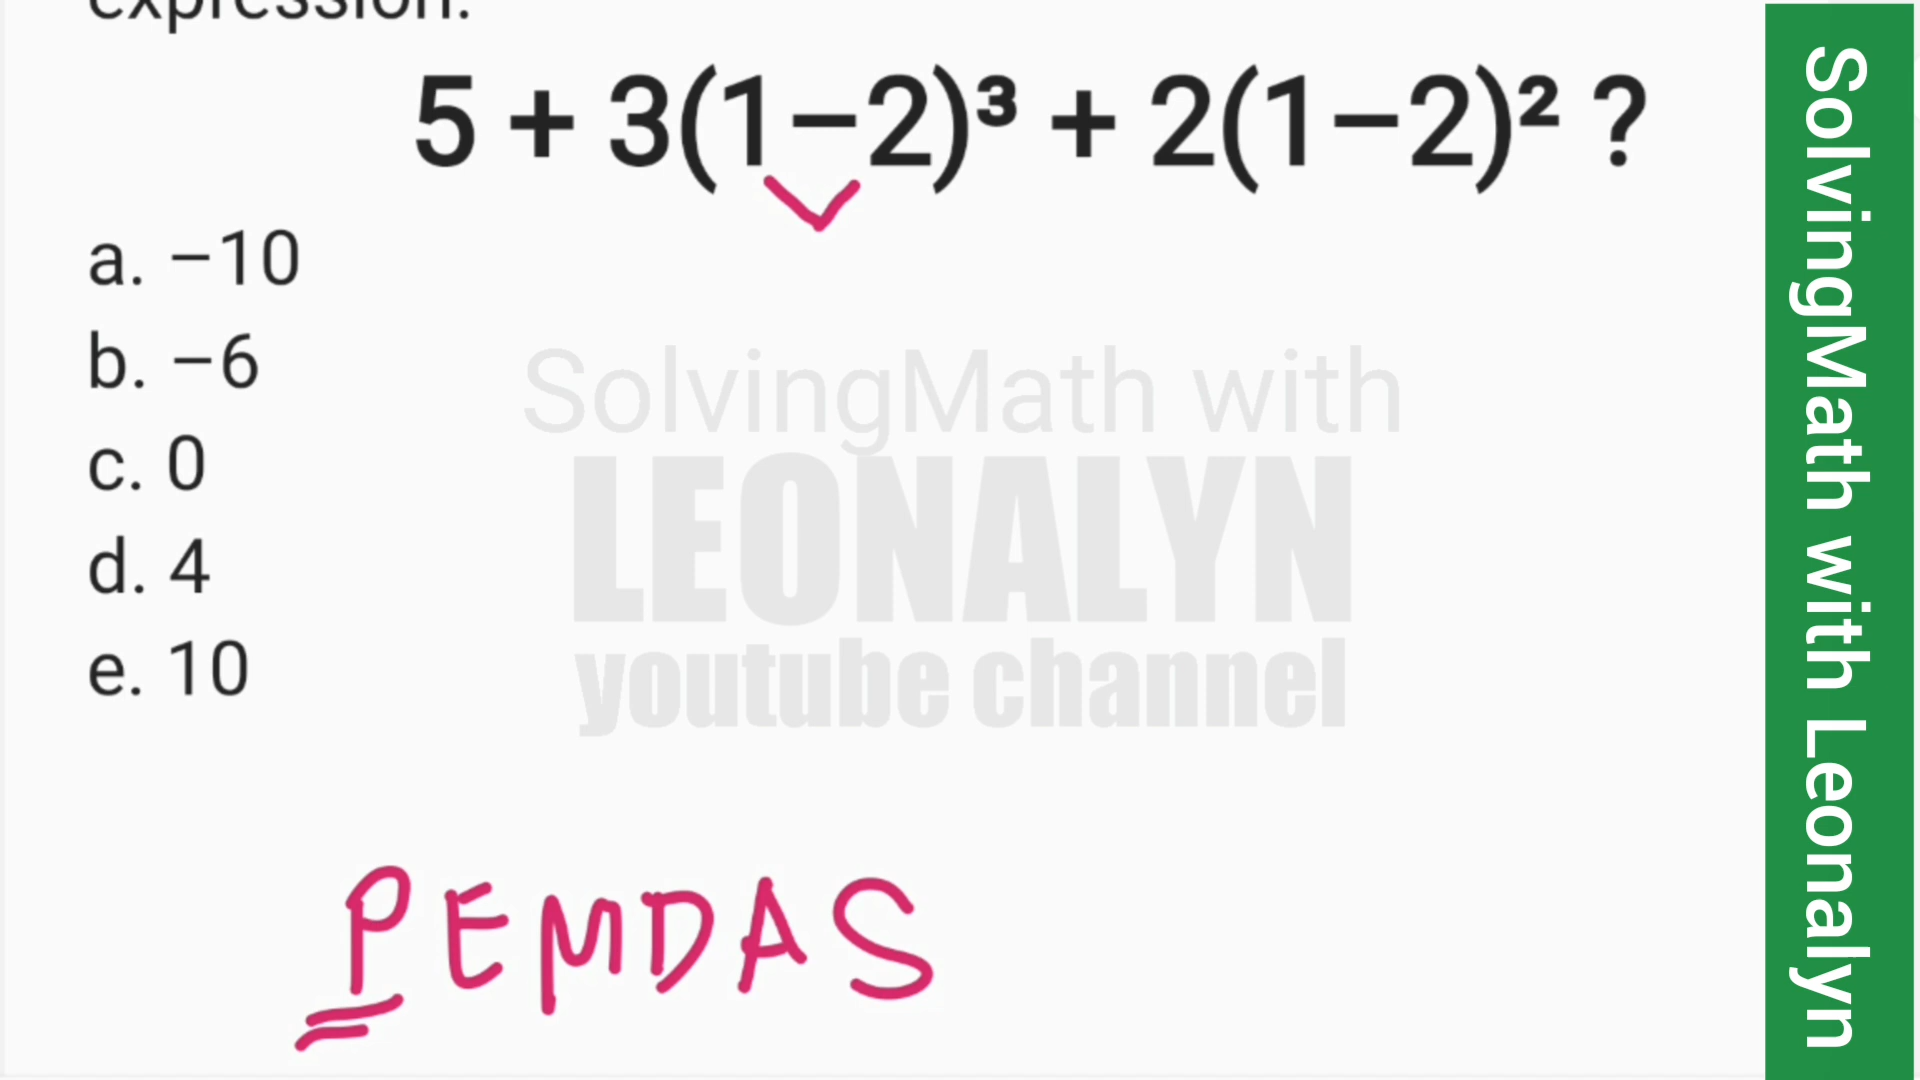 expression.
5 + 3(1–2)³ + 2(1–2)² ?
a. –10
b. –6
c. 0
d. 4
e. 10
SolvingMath with
LEONALYN
youtube channel
PEMDAS
SolvingMath with Leonalyn